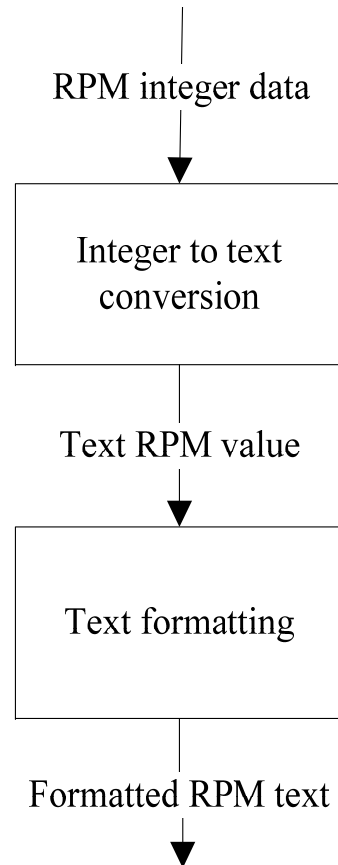 RPM integer data
Integer to text
conversion
Text RPM value
Text formatting
Formatted RPM text